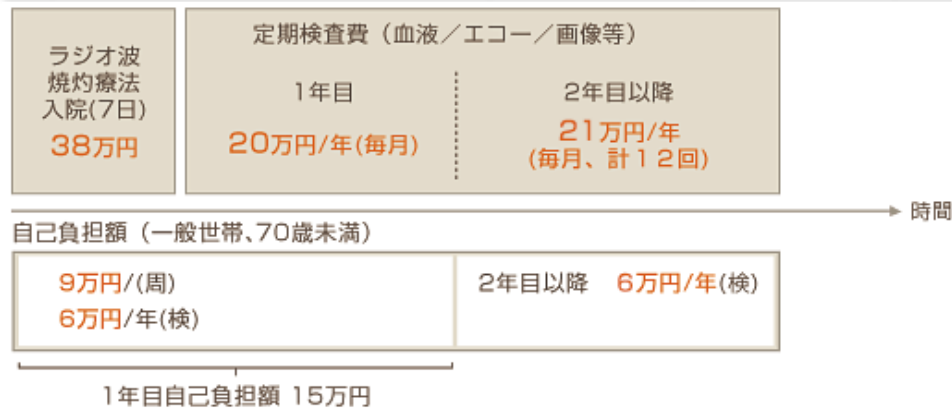 ラジオ波
焼灼療法
入院(7日)
38万円
定期検査費（血液／エコー／画像等）
1年目
20万円/年(毎月)
2年目以降
21万円/年
(毎月、計１２回)
時間
自己負担額（一般世帯、70歳未満）
9万円/(周)
6万円/年(検)
2年目以降　6万円/年(検)
1年目自己負担額 15万円